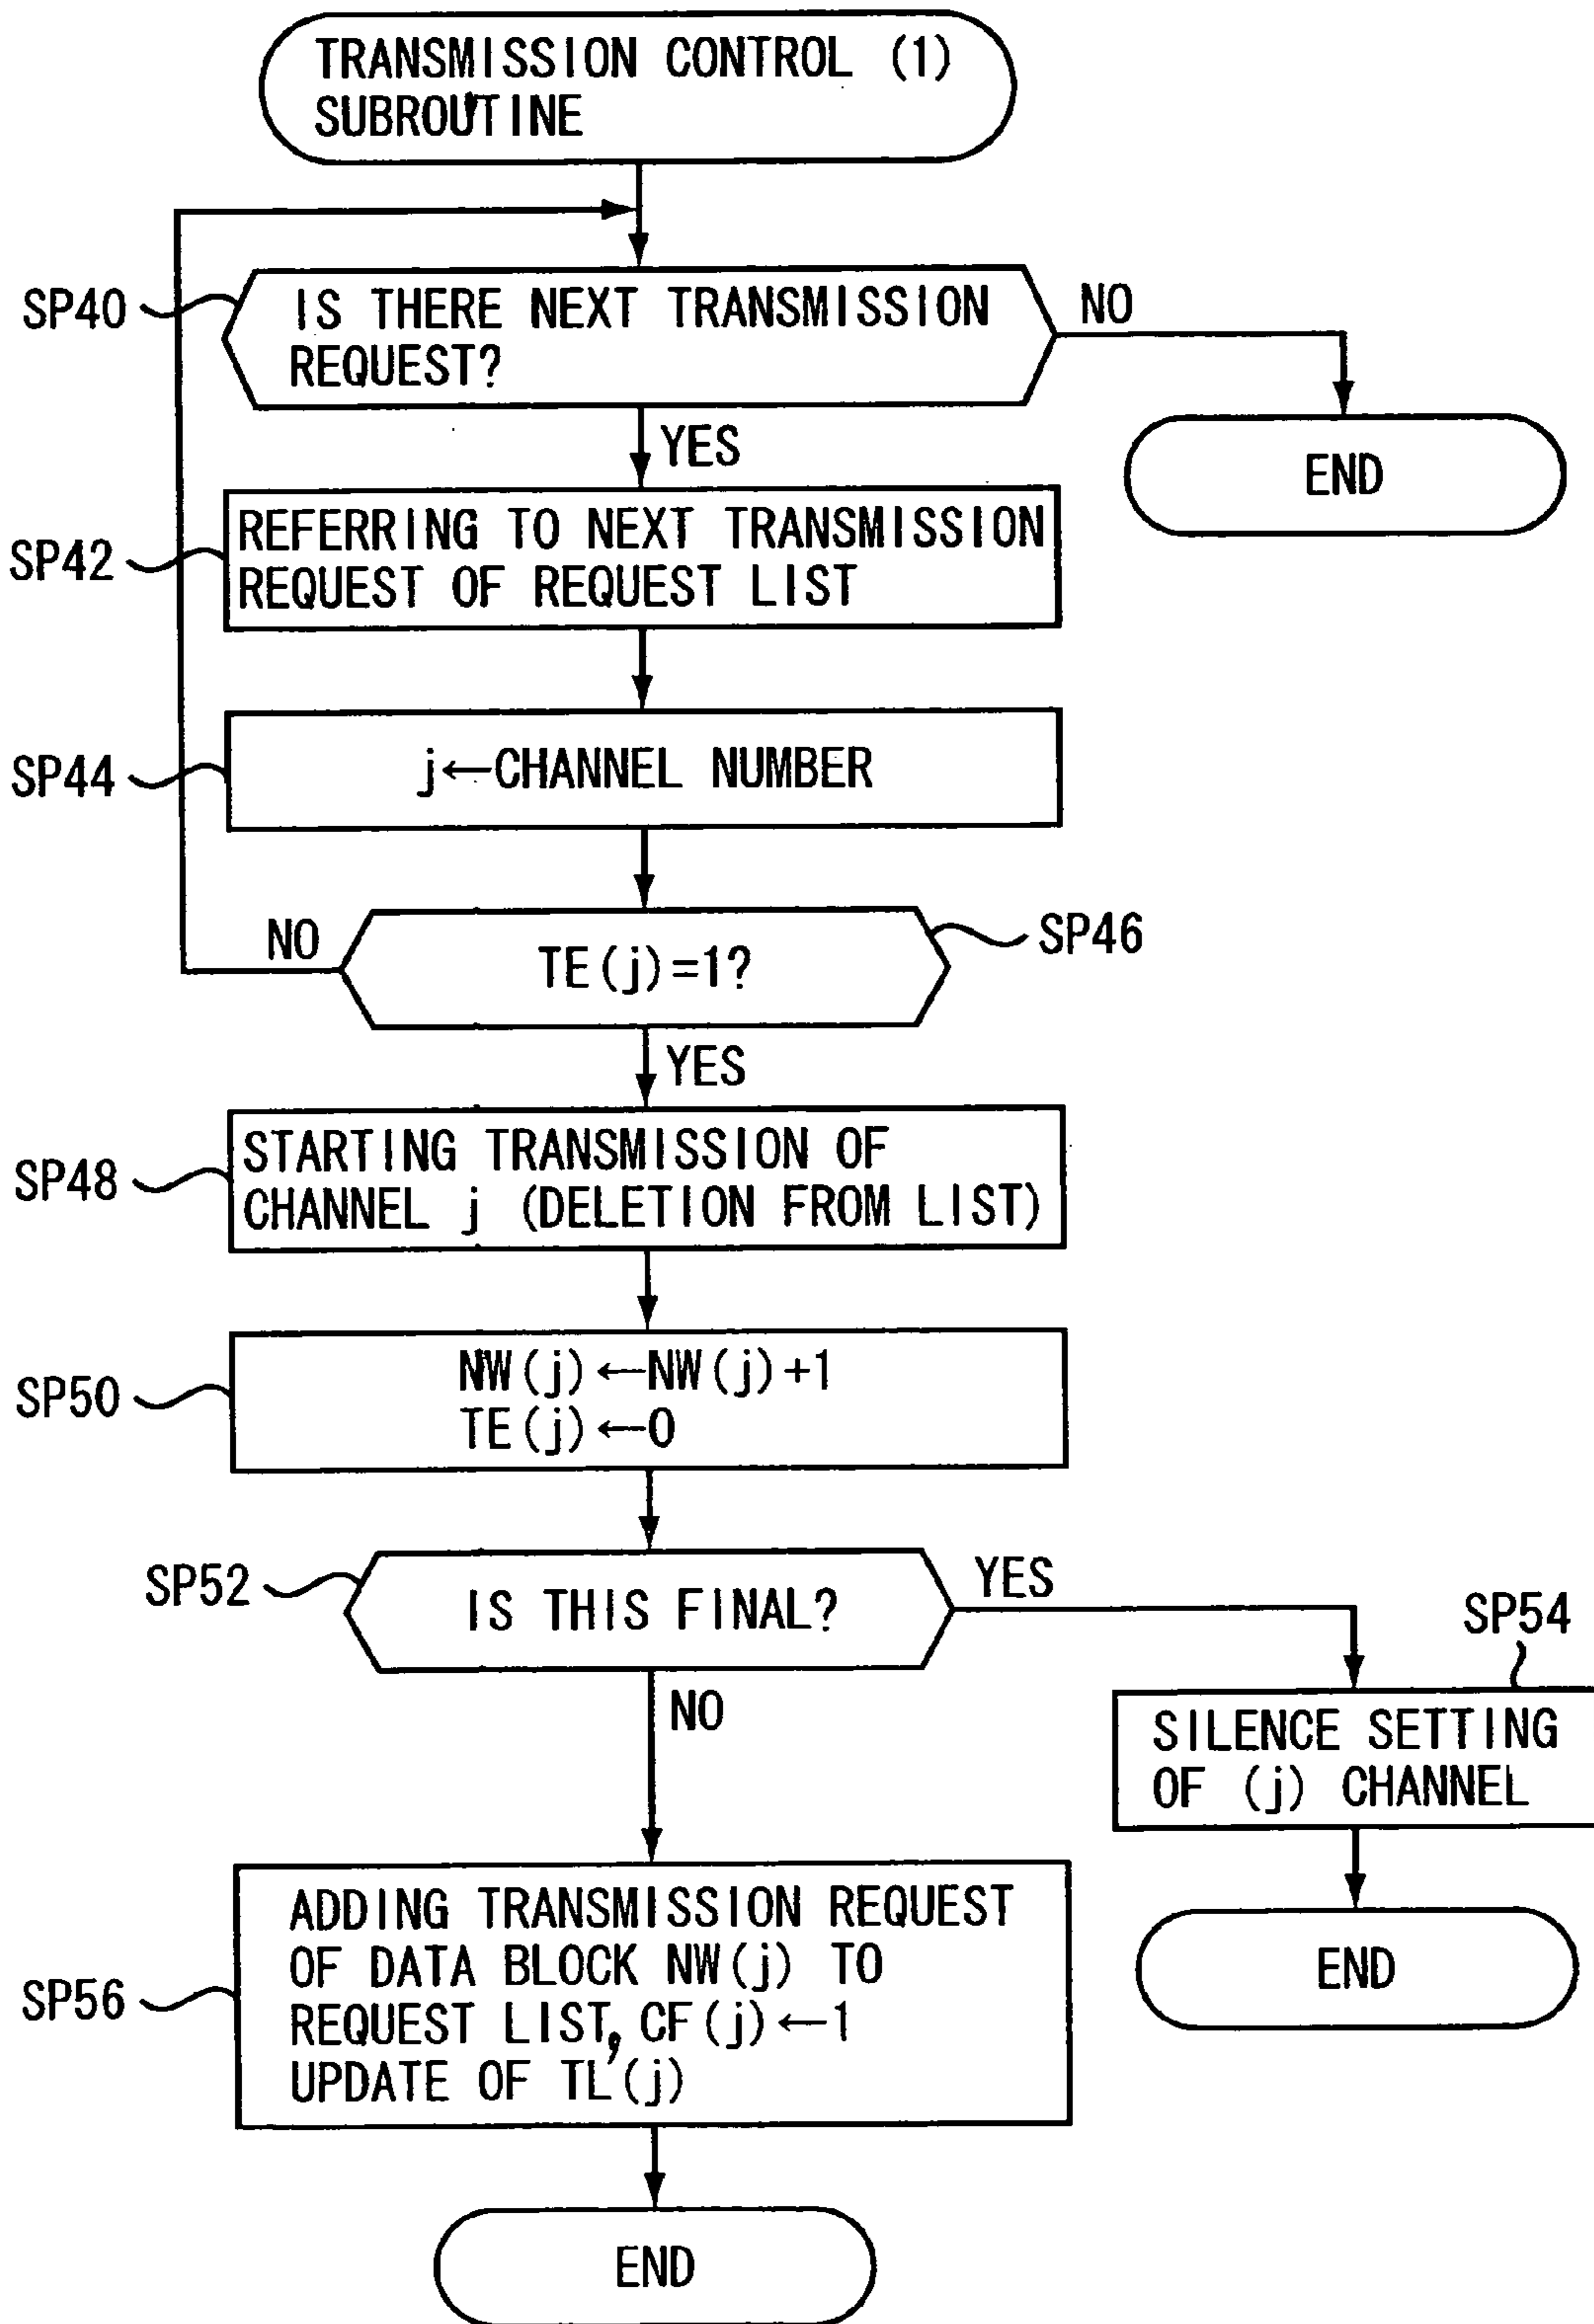 TRANSMISSION CONTROL (1)
SUBROUTINE
SP40
IS THERE NEXT TRANSMISSION
REQUEST?
NO
YES
END
SP42
REFERRING TO NEXT TRANSMISSION
REQUEST OF REQUEST LIST
SP44
j←CHANNEL NUMBER
NO
TE(j)=1?
SP46
YES
SP48
STARTING TRANSMISSION OF
CHANNEL j (DELETION FROM LIST)
SP50
NW(j)←NW(j)+1
TE(j)←0
SP52
IS THIS FINAL?
YES
SP54
NO
SILENCE SETTING
OF (j) CHANNEL
END
SP56
ADDING TRANSMISSION REQUEST
OF DATA BLOCK NW(j) TO
REQUEST LIST, CF(j)←1
UPDATE OF TL(j)
END